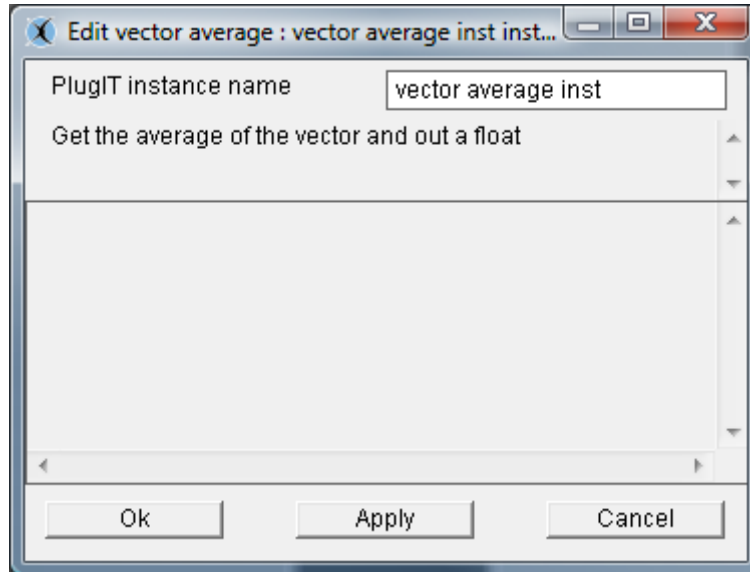 Edit vector average : vector average inst inst...
PlugIT instance name
vector average inst
Get the average of the vector and out a float
Ok
Apply
Cancel